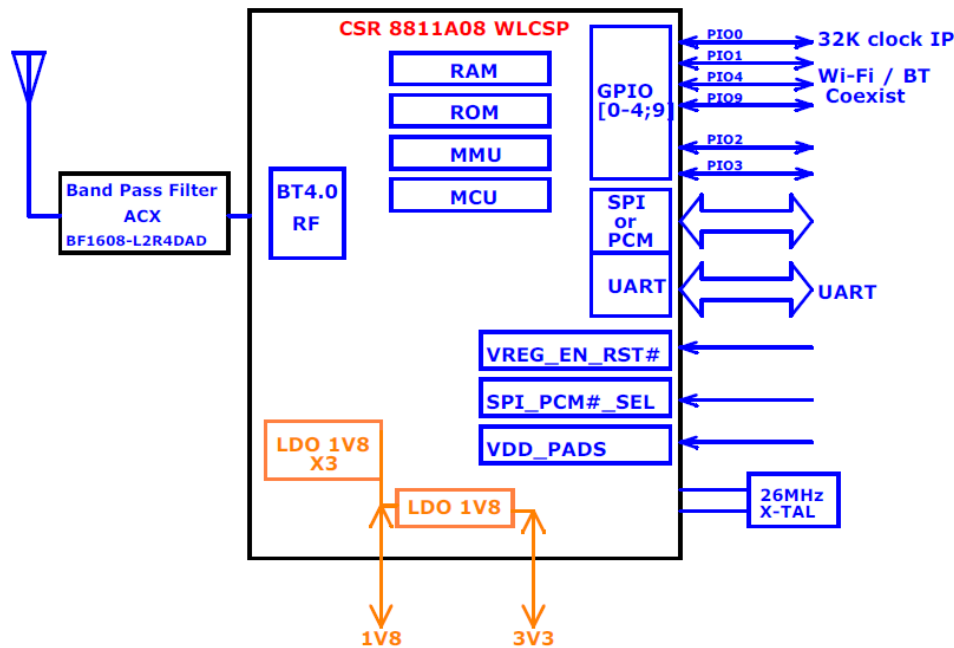 CSR 8811A08 WLCSP
RAM
ROM
MMU
MCU
GPIO
[0-4;9]
PIO0
PIO1
PIO4
PIO9
PIO2
PIO3
32K clock IP
Wi-Fi / BT
Coexist
Band Pass Filter
ACX
BF1608-L2R4DAD
BT4.0
RF
SPI
or
PCM
UART
UART
VREG_EN_RST#
SPI_PCM#_SEL
VDD_PADS
LDO 1V8
X3
LDO 1V8
26MHz
X-TAL
1V8
3V3